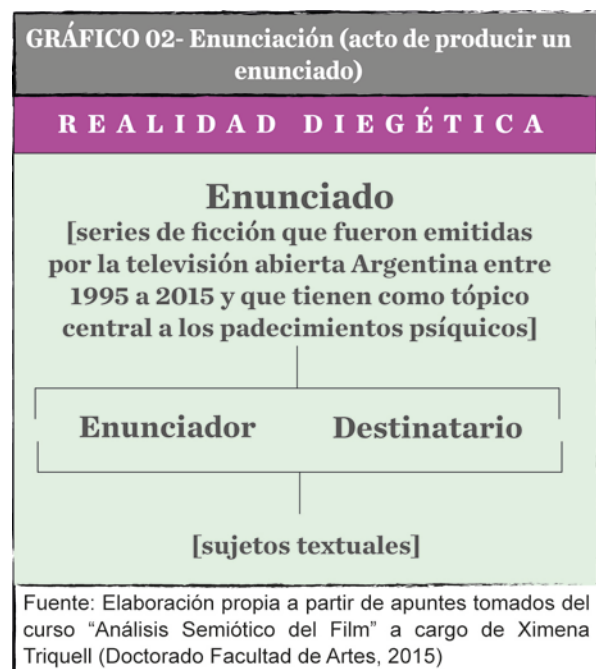 GRÁFICO 02- Enunciación (acto de producir un
enunciado)
REALIDAD DIEGÉTICA
Enunciado
[series de ficción que fueron emitidas
por la televisión abierta Argentina entre
1995 a 2015 y que tienen como tópico
central a los padecimientos psíquicos]
Enunciador Destinatario
[sujetos textuales]
Fuente: Elaboración propia a partir de apuntes tomados del
curso “Análisis Semiótico del Film” a cargo de Ximena
Triquell (Doctorado Facultad de Artes, 2015)